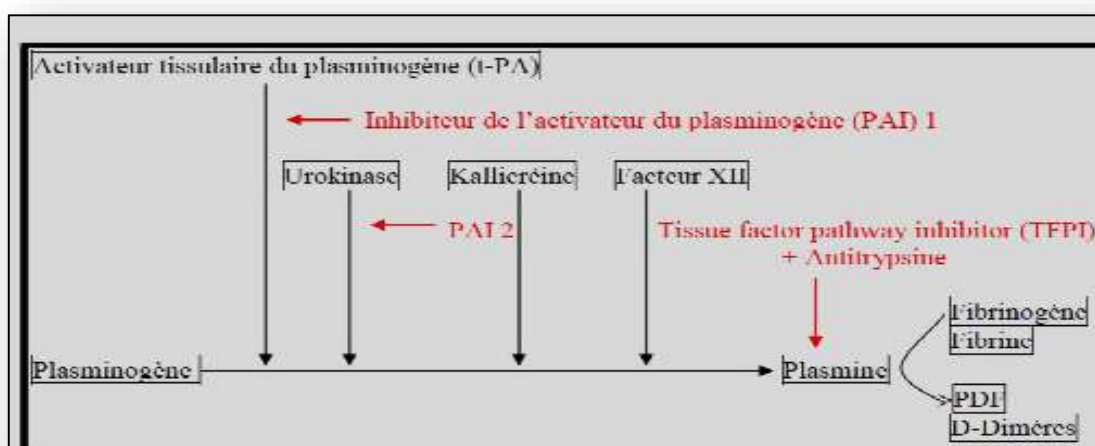 Activateur tissulaire du plasminogène (t-PA)
Inhibiteur de l'activateur du plasminogène (PAI) 1
Urokinase Kallicréine Facteur XII
PAI 2
Tissue factor pathway inhibitor (TFPI)
+ Antitrypsine
Fibrinogène
Fibrine
Plasminogène Plasmine
PDF
D-Dimères